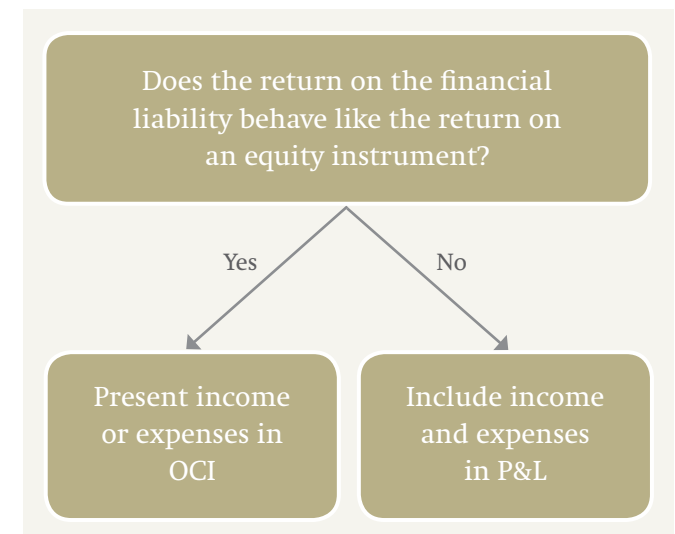 Does the return on the financial
liability behave like the return on
an equity instrument?
Yes
No
Present income
or expenses in
OCI
Include income
and expenses
in P&L